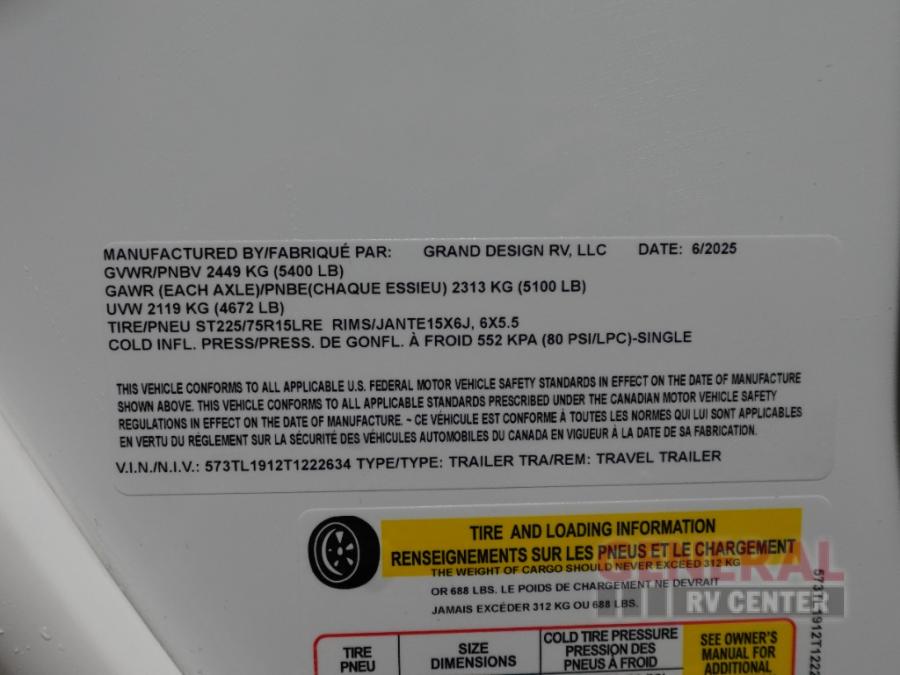 MANUFACTURED BY/FABRIQUÉ PAR: GRAND DESIGN RV, LLC DATE: 6/2025
GVWR/PNBV 2449 KG (5400 LB)
GAWR (EACH AXLE)/PNBE(CHAQUE ESSIEU) 2313 KG (5100 LB)
UVW 2119 KG (4672 LB)
TIRE/PNEU ST225/75R15LRE RIMS/JANTE15X6J, 6X5.5
COLD INFL. PRESS/PRESS. DE GONFL. À FROID 552 KPA (80 PSI/LPC)-SINGLE
THIS VEHICLE CONFORMS TO ALL APPLICABLE U.S. FEDERAL MOTOR VEHICLE SAFETY STANDARDS IN EFFECT ON THE DATE OF MANUFACTURE
SHOWN ABOVE. THIS VEHICLE CONFORMS TO ALL APPLICABLE STANDARDS PRESCRIBED UNDER THE CANADIAN MOTOR VEHICLE SAFETY
REGULATIONS IN EFFECT ON THE DATE OF MANUFACTURE. ~ CE VÉHICULE EST CONFORME À TOUTES LES NORMES QUI LUI SONT APPLICABLES
EN VERTU DU RÉGLEMENT SUR LA SÉCURITÉ DES VÉHICULES AUTOMOBILES DU CANADA EN VIGUEUR À LA DATE DE SA FABRICATION.
V.I.N./N.I.V.: 573TL1912T1222634 TYPE/TYPE: TRAILER TRA/REM: TRAVEL TRAILER
TIRE AND LOADING INFORMATION
RENSEIGNEMENTS SUR LES PNEUS ET LE CHARGEMENT
THE WEIGHT OF CARGO SHOULD NEVER EXCEED 312 KG
OR 688 LBS. LE POIDS DE CHARGEMENT NE DEVRAIT
JAMAIS EXCÉDER 312 KG OU 688 LBS.
GENERAL
RV CENTER
573TL1912T1222
TIRE
PNEU
SIZE
DIMENSIONS
COLD TIRE PRESSURE
PRESSION DES
PNEUS À FROID
SEE OWNER'S
MANUAL FOR
ADDITIONAL